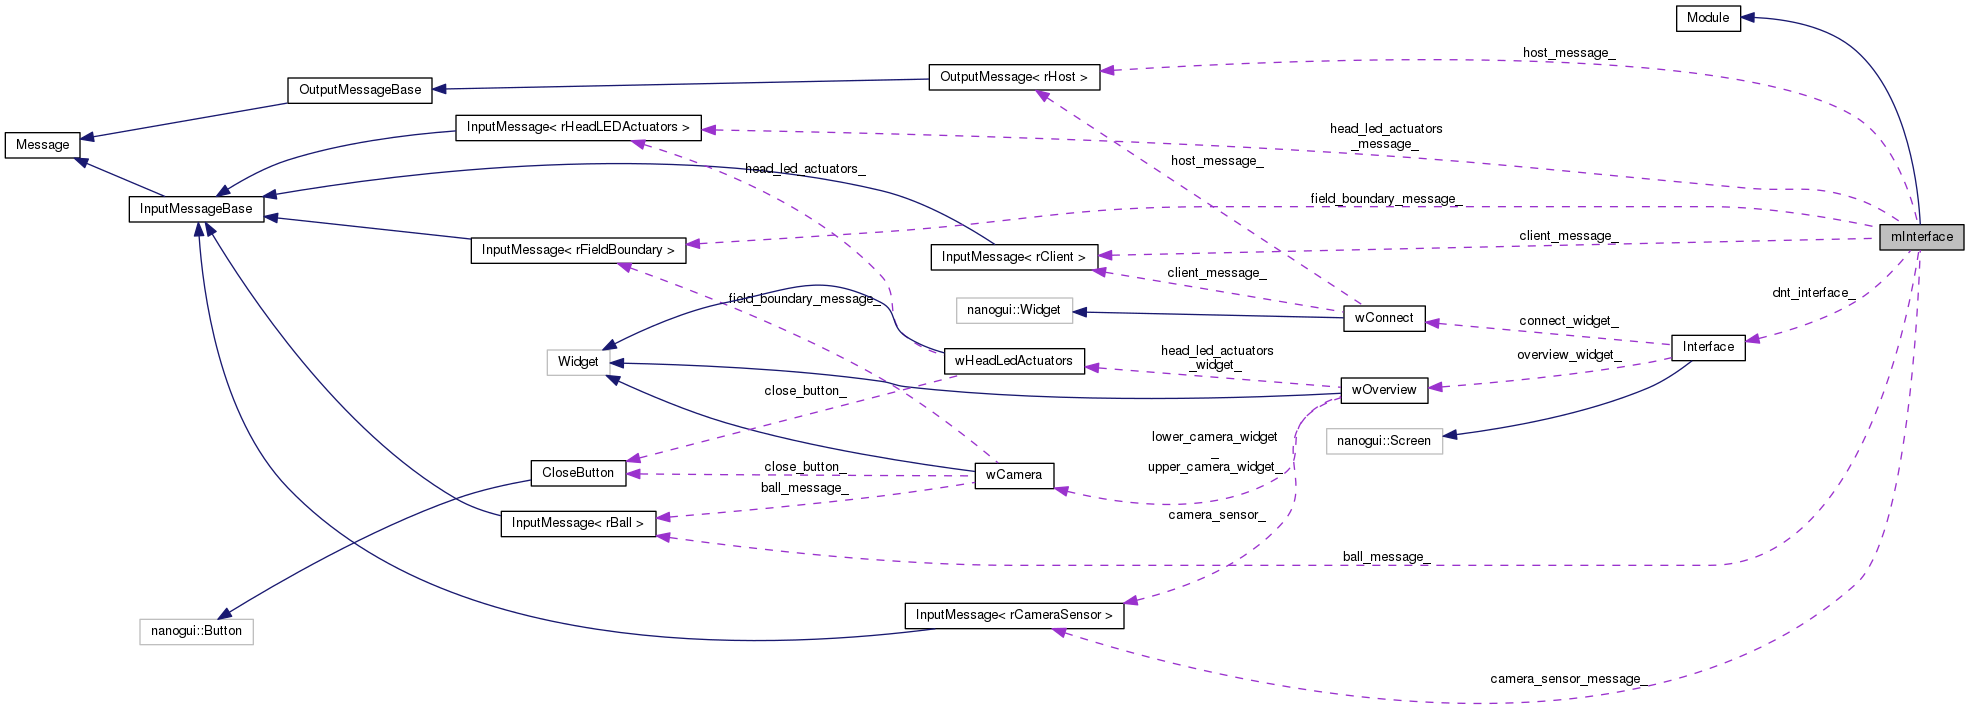 Module
host_message_
OutputMessage< rHost >
OutputMessageBase
InputMessage< rHeadLEDActuators >
head_led_actuators
_message_
Message
host_message_
head_led_actuators_
InputMessageBase
field_boundary_message_
client_message_
mInterface
InputMessage< rFieldBoundary >
InputMessage< rClient >
client_message_
dnt_interface_
field_boundary_message_
nanogui::Widget
wConnect
connect_widget_
Interface
Widget
wHeadLedActuators
head_led_actuators
_widget_
overview_widget_
close_button_
wOverview
lower_camera_widget
_
nanogui::Screen
CloseButton
close_button_
wCamera
upper_camera_widget_
ball_message_
InputMessage< rBall >
camera_sensor_
ball_message_
InputMessage< rCameraSensor >
nanogui::Button
camera_sensor_message_